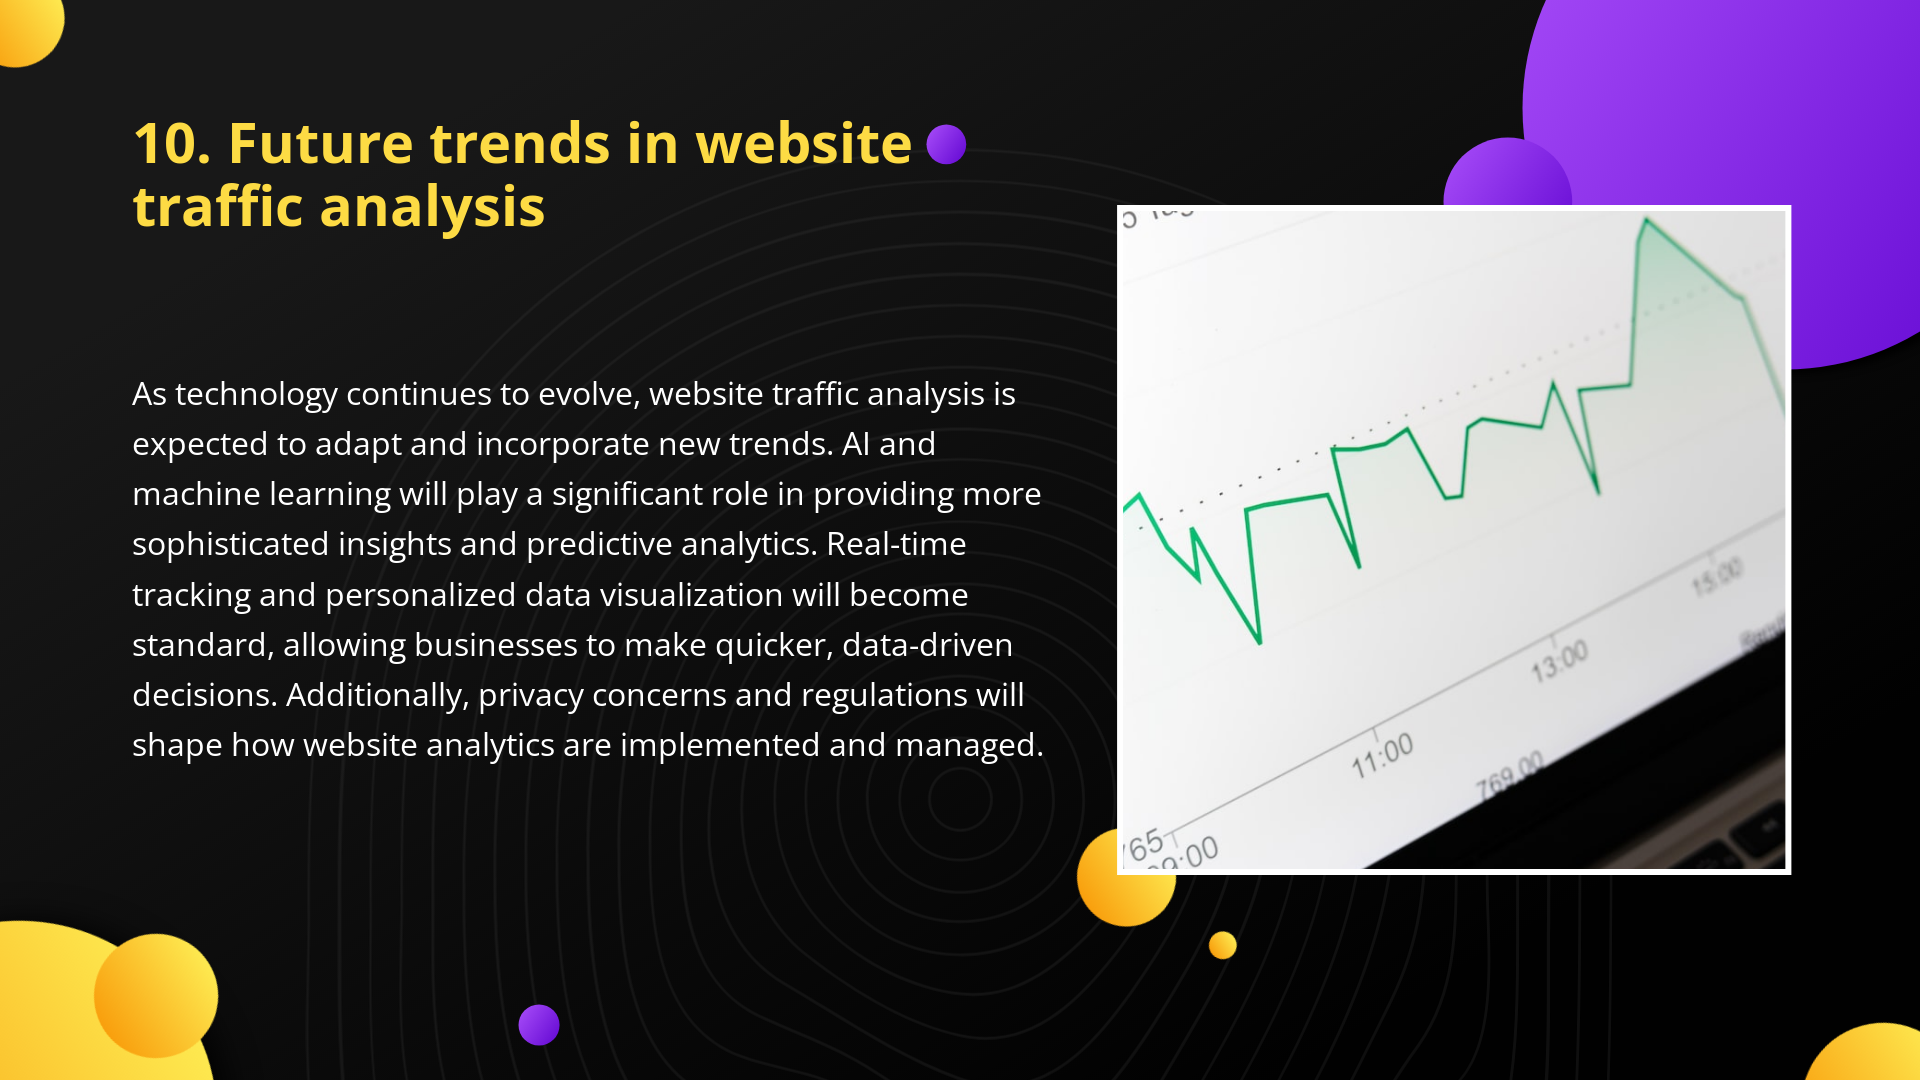 10. Future trends in website
traffic analysis
As technology continues to evolve, website traffic analysis is
expected to adapt and incorporate new trends. AI and
machine learning will play a significant role in providing more
sophisticated insights and predictive analytics. Real-time
tracking and personalized data visualization will become
standard, allowing businesses to make quicker, data-driven
decisions. Additionally, privacy concerns and regulations will
shape how website analytics are implemented and managed.
15:00
13:00
11:00
769.00